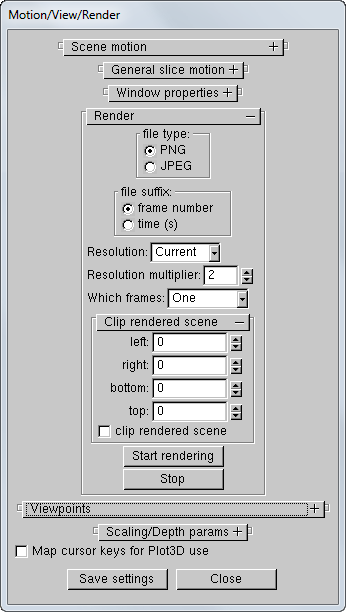 Motion/View/Render
Scene motion +
General slice motion +
Window properties +
Render −
file type:
PNG
JPEG
file suffix:
frame number
time (s)
Resolution: Current
Resolution multiplier: 2
Which frames: One
Clip rendered scene −
left: 0
right: 0
bottom: 0
top: 0
clip rendered scene
Start rendering
Stop
Viewpoints +
Scaling/Depth params +
Map cursor keys for Plot3D use
Save settings Close